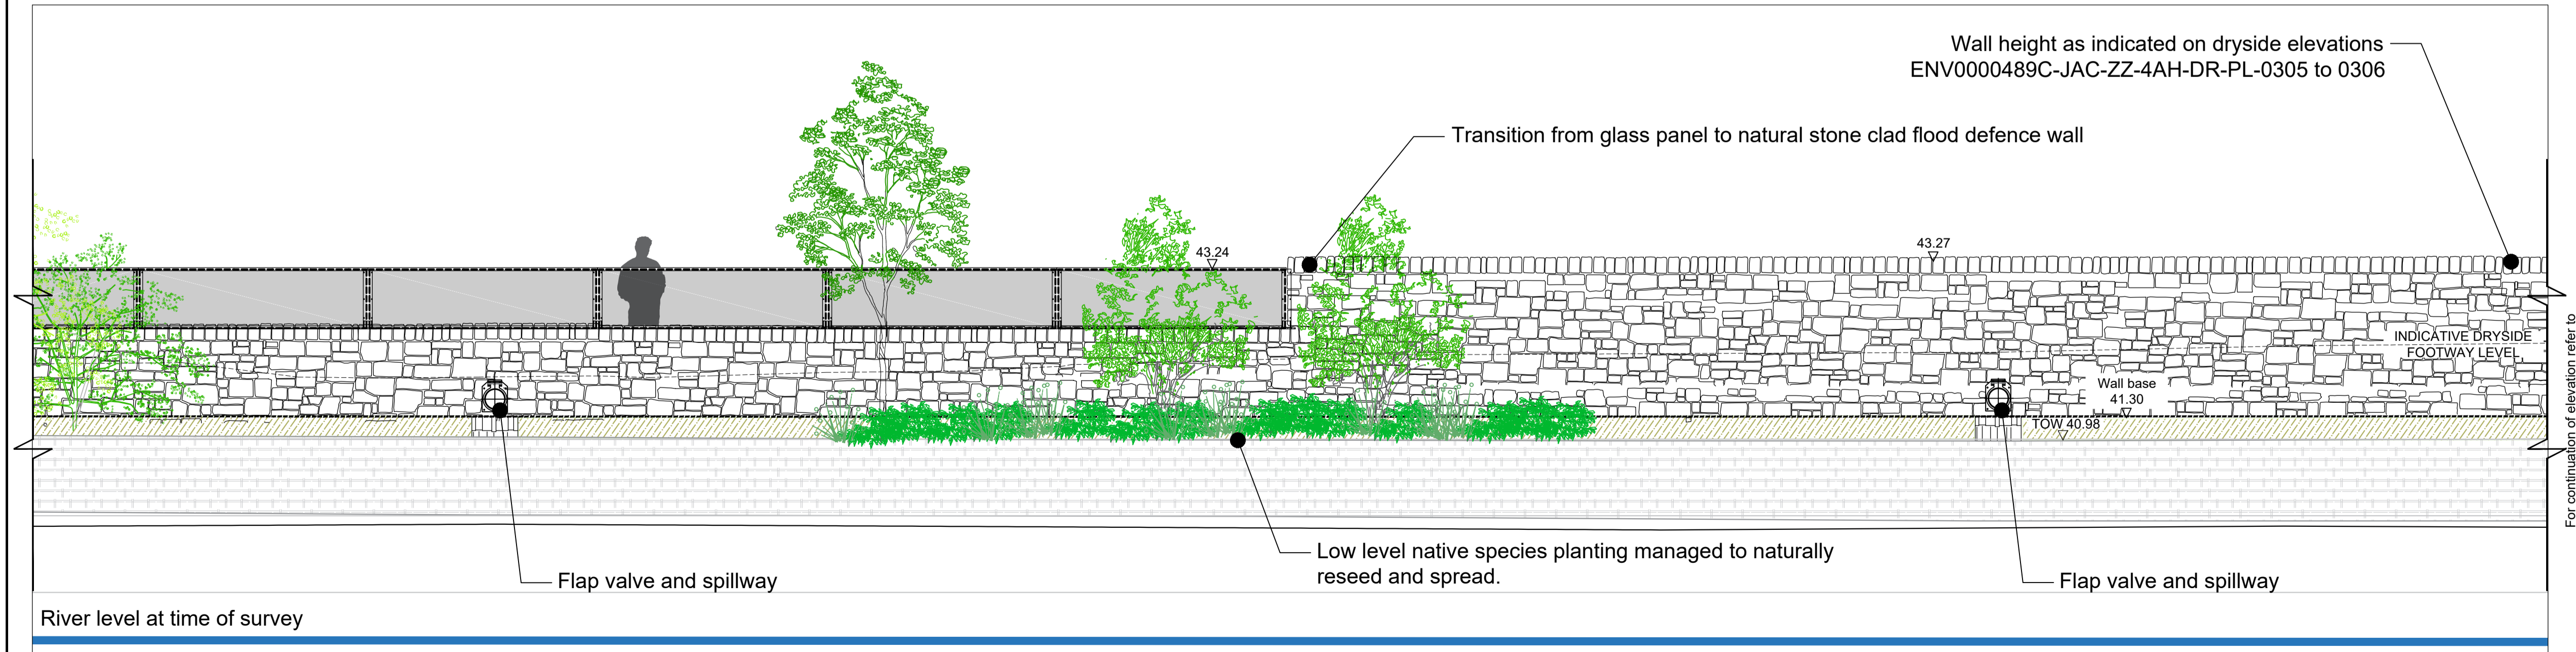 Wall height as indicated on dryside elevations
ENV0000489C-JAC-ZZ-4AH-DR-PL-0305 to 0306
Transition from glass panel to natural stone clad flood defence wall
43.24
43.27
INDICATIVE DRYSIDE
FOOTWAY LEVEL
Wall base
41.30
TOW 40.98
Low level native species planting managed to naturally
reseed and spread.
Flap valve and spillway
Flap valve and spillway
River level at time of survey
For continuation of elevation refer to